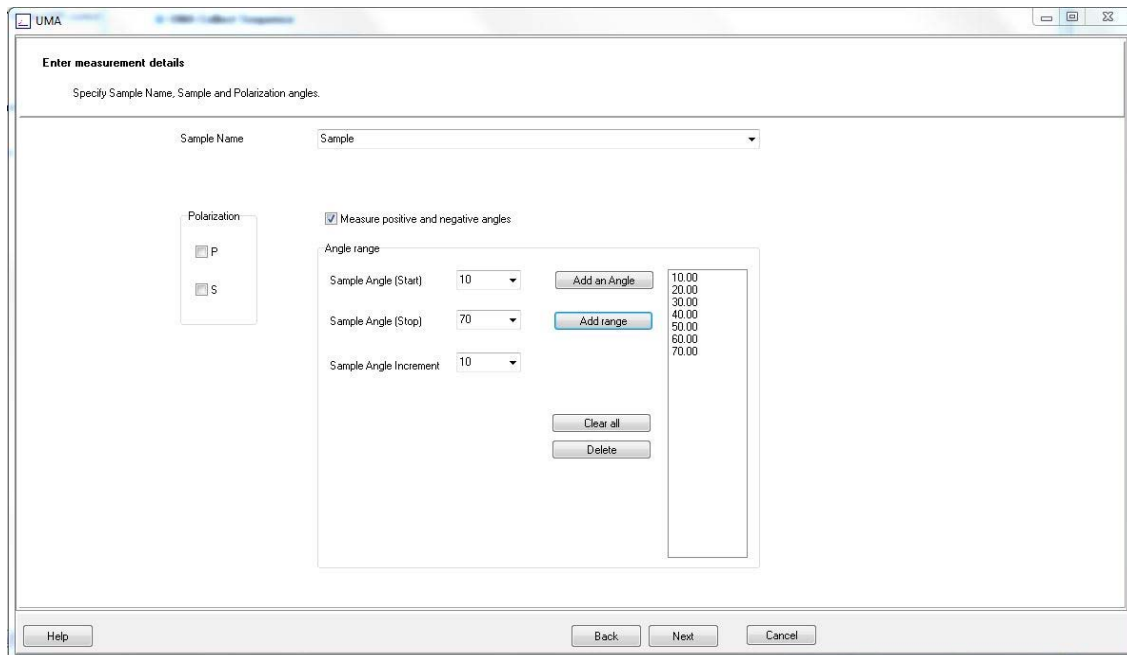 UMA
Enter measurement details
Specify Sample Name, Sample and Polarization angles.
Sample Name
Sample
Polarization
P
S
Measure positive and negative angles
Angle range
Sample Angle (Start)
10
Add an Angle
Sample Angle (Stop)
70
Add range
Sample Angle Increment
10
10.00
20.00
30.00
40.00
50.00
60.00
70.00
Clear all
Delete
Help
Back
Next
Cancel